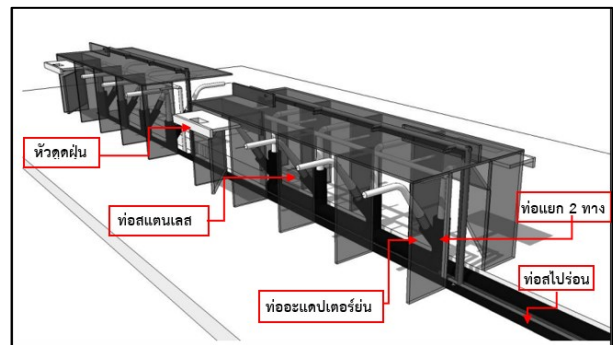 หัวดูดฝุ่น
ท่อสแตนเลส
ท่ออะแดปเตอร์ย่น
ท่อแยก 2 ทาง
ท่อสไปร่อน